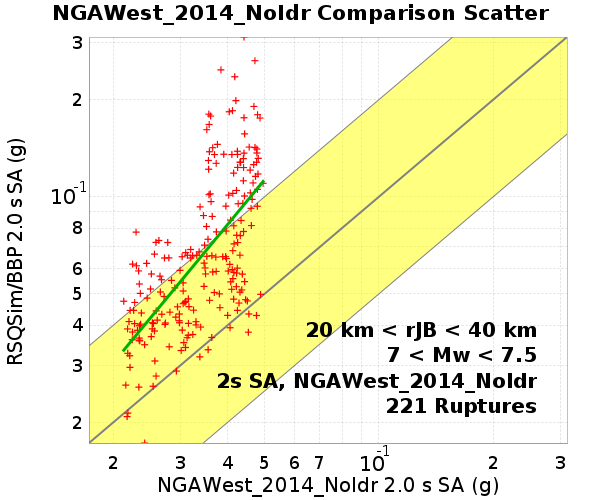 NGAWest_2014_NoIdr Comparison Scatter
RSQSim/BBP 2.0 s SA (g)
3
2
10⁻¹
8
6
5
4
3
2
20 km < rJB < 40 km
7 < Mw < 7.5
2s SA, NGAWest_2014_NoIdr
221 Ruptures
2 3 4 5 6 7 10⁻¹ 2 3
NGAWest_2014_NoIdr 2.0 s SA (g)